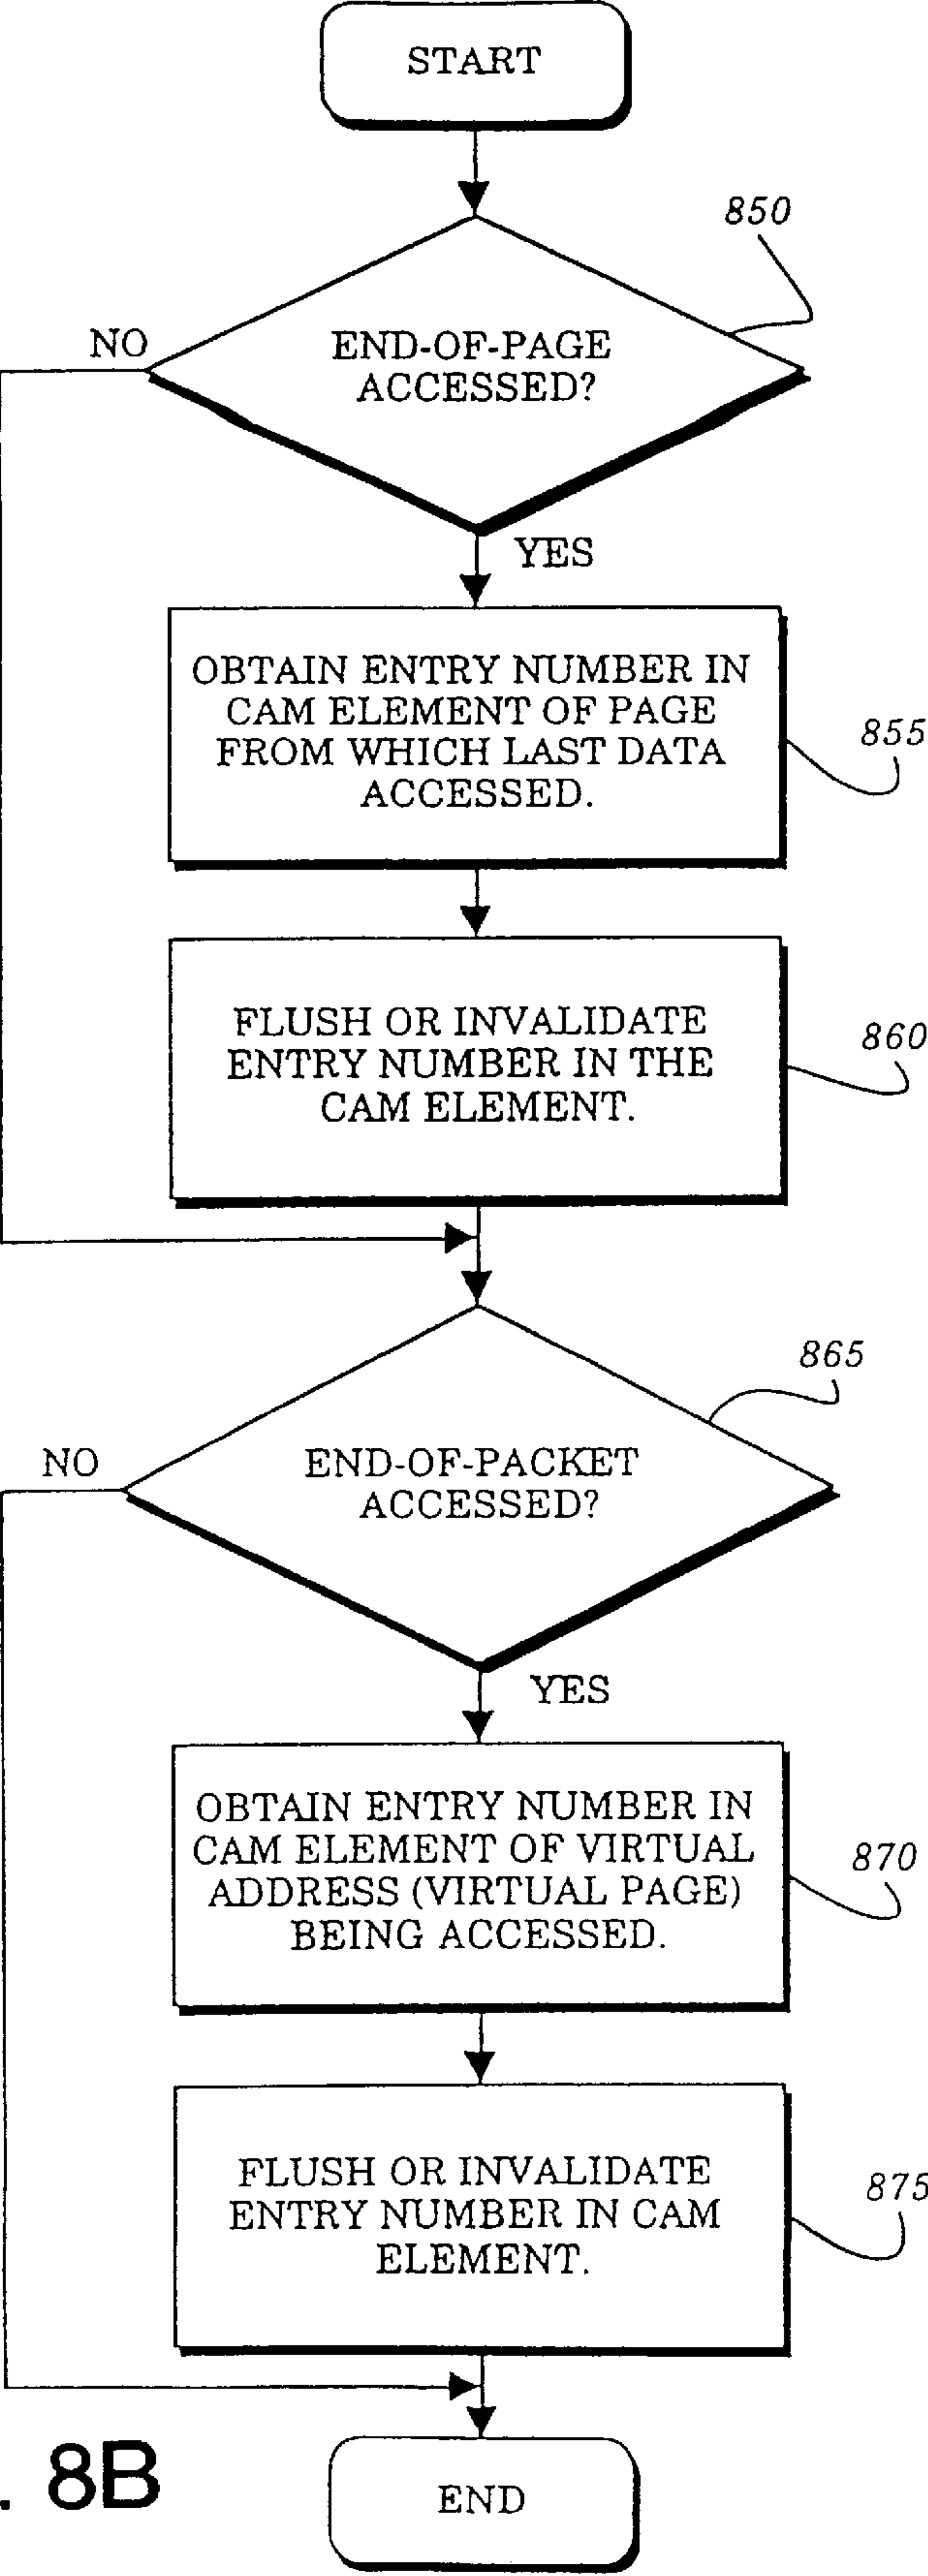 START
850
NO
END-OF-PAGE
ACCESSED?
YES
OBTAIN ENTRY NUMBER IN
CAM ELEMENT OF PAGE
FROM WHICH LAST DATA
ACCESSED.
855
FLUSH OR INVALIDATE
ENTRY NUMBER IN THE
CAM ELEMENT.
860
865
NO
END-OF-PACKET
ACCESSED?
YES
OBTAIN ENTRY NUMBER IN
CAM ELEMENT OF VIRTUAL
ADDRESS (VIRTUAL PAGE)
BEING ACCESSED.
870
FLUSH OR INVALIDATE
ENTRY NUMBER IN CAM
ELEMENT.
875
. 8B
END